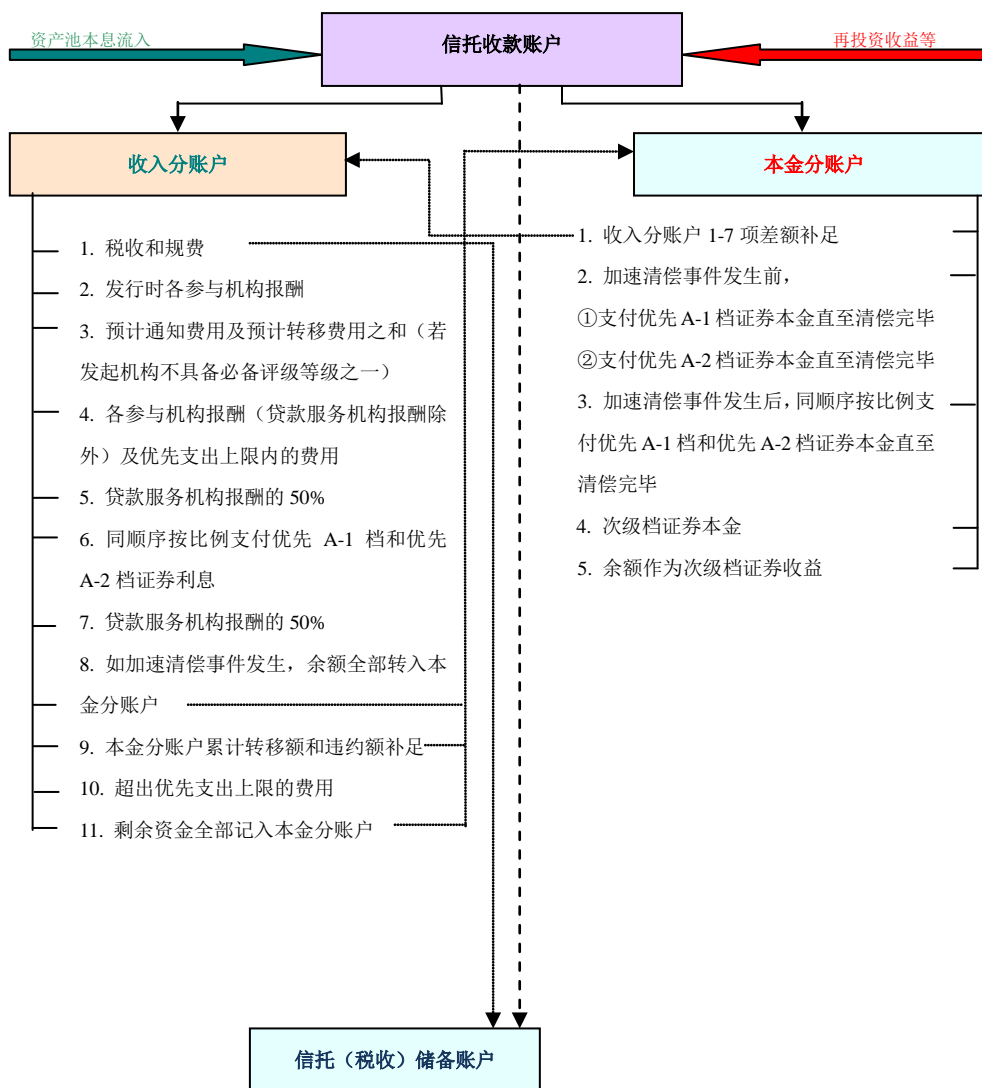 资产池本息流入
信托收款账户
再投资收益等
收入分账户
本金分账户
1. 税收和规费
2. 发行时各参与机构报酬
3. 预计通知费用及预计转移费用之和（若
发起机构不具备必备评级等级之一）
4. 各参与机构报酬（贷款服务机构报酬除
外）及优先支出上限内的费用
5. 贷款服务机构报酬的 50%
6. 同顺序按比例支付优先 A-1 档和优先
A-2 档证券利息
7. 贷款服务机构报酬的 50%
8. 如加速清偿事件发生，余额全部转入本
金分账户
9. 本金分账户累计转移额和违约额补足
10. 超出优先支出上限的费用
11. 剩余资金全部记入本金分账户
1. 收入分账户 1-7 项差额补足
2. 加速清偿事件发生前，
①支付优先 A-1 档证券本金直至清偿完毕
②支付优先 A-2 档证券本金直至清偿完毕
3. 加速清偿事件发生后，同顺序按比例支
付优先 A-1 档和优先 A-2 档证券本金直至
清偿完毕
4. 次级档证券本金
5. 余额作为次级档证券收益
信托（税收）储备账户